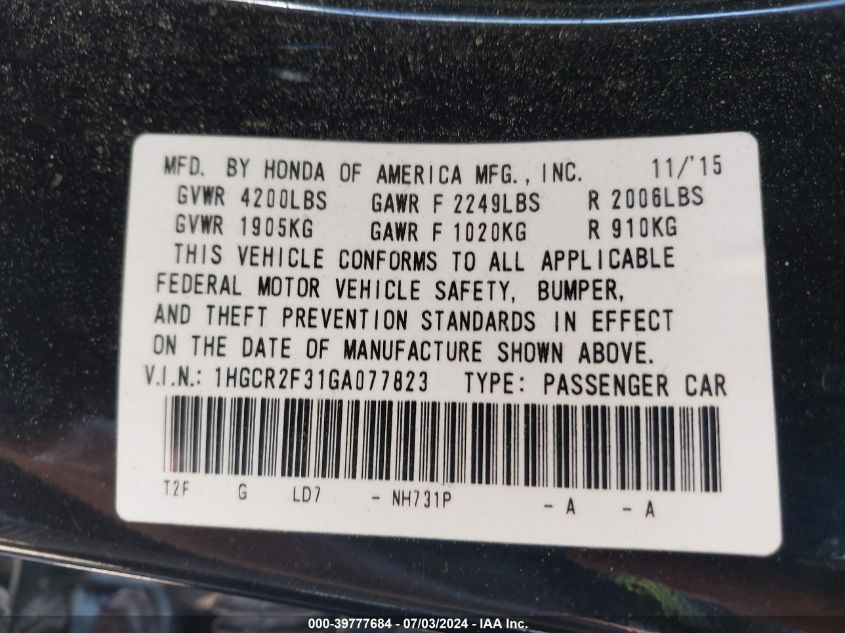 MFD. BY HONDA OF AMERICA MFG., INC. 11/'15
GVWR 4200LBS GAWR F 2249LBS R 2006LBS
GVWR 1905KG GAWR F 1020KG R 910KG
THIS VEHICLE CONFORMS TO ALL APPLICABLE
FEDERAL MOTOR VEHICLE SAFETY, BUMPER,
AND THEFT PREVENTION STANDARDS IN EFFECT
ON THE DATE OF MANUFACTURE SHOWN ABOVE.
V.I.N.: 1HGCR2F31GA077823 TYPE: PASSENGER CAR
T2F G LD7 - NH731P - A - A
000-39777684 / 07/03/2024 - IAA Inc.